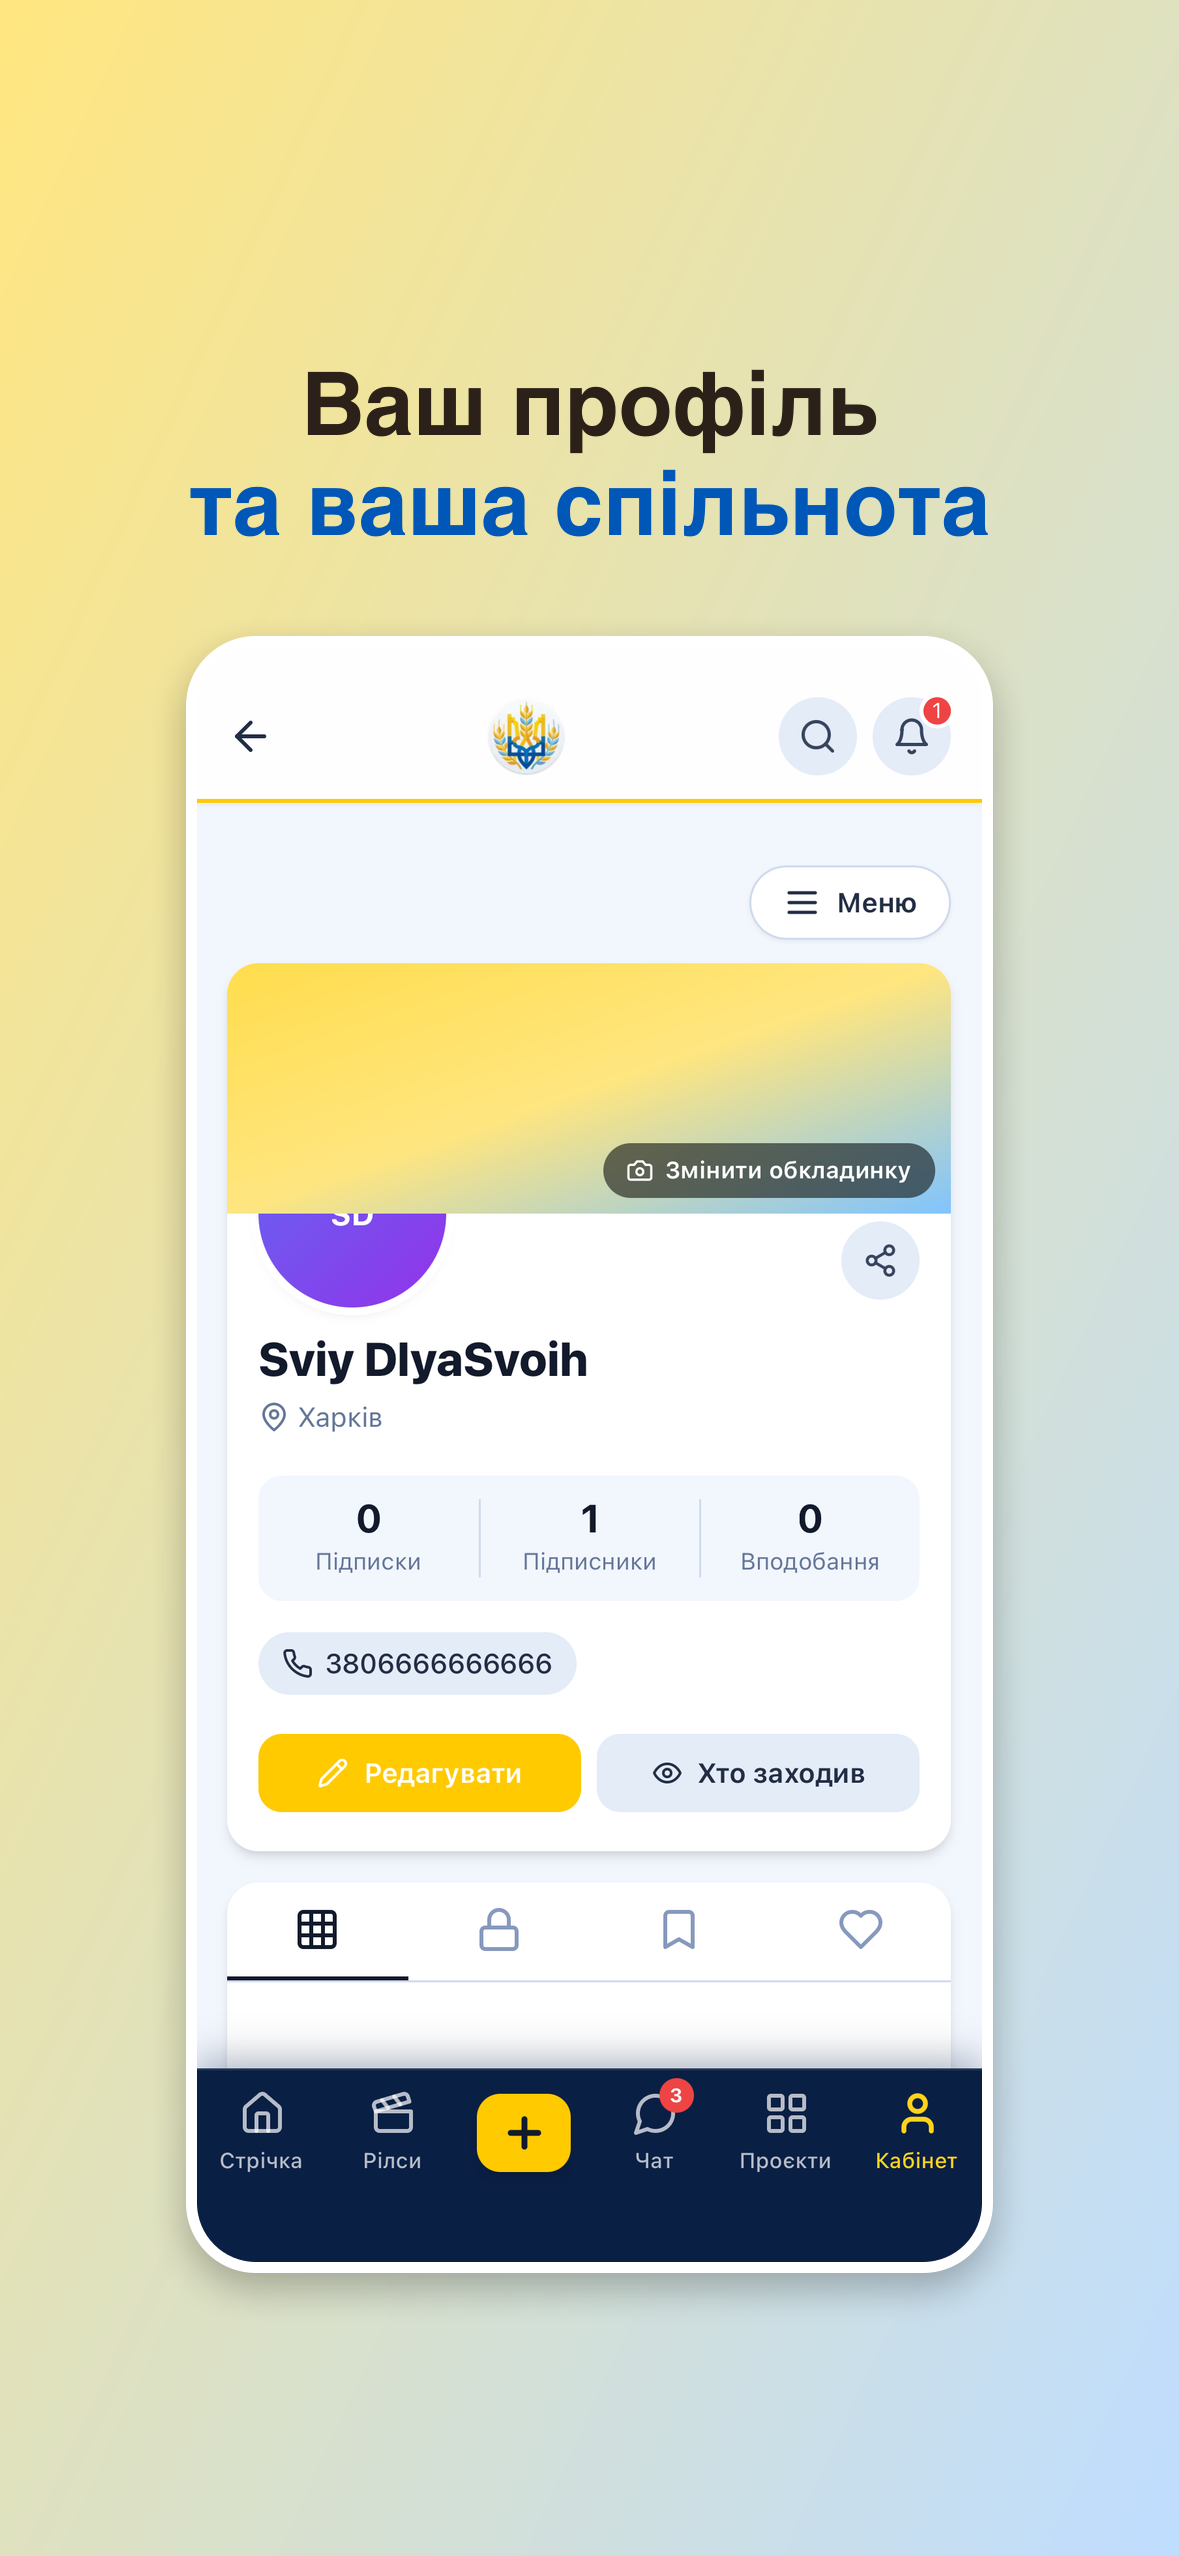 Ваш профіль
та ваша спільнота
1
Меню
Змінити обкладинку
SD
Sviy DlyaSvoih
Харків
0 1 0
Підписки Підписники Вподобання
3806666666666
Редагувати Хто заходив
3
Стрічка Рілси Чат Проєкти Кабінет